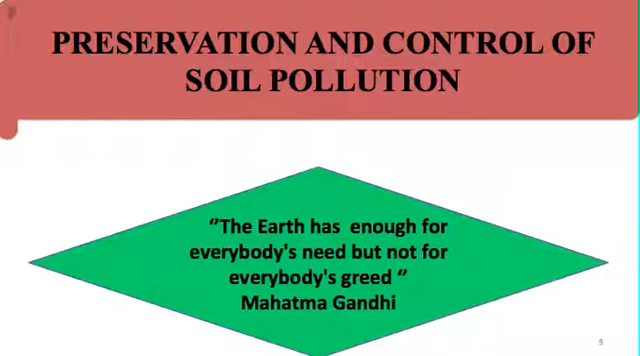 PRESERVATION AND CONTROL OF
SOIL POLLUTION
‘’The Earth has enough for
everybody's need but not for
everybody's greed ‘’
Mahatma Gandhi
9